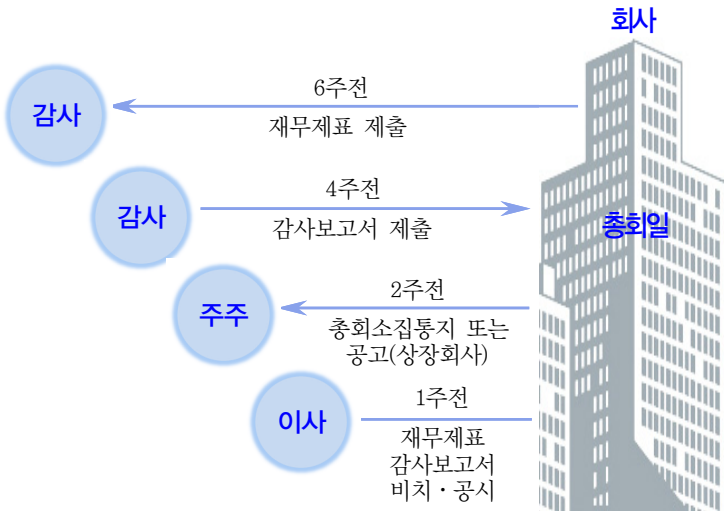 회사
6주전
감사
재무제표 제출
4주전
감사
감사보고서 제출
총회일
2주전
주주
총회소집통지 또는
공고(상장회사)
1주전
이사
재무제표
감사보고서
비치·공시